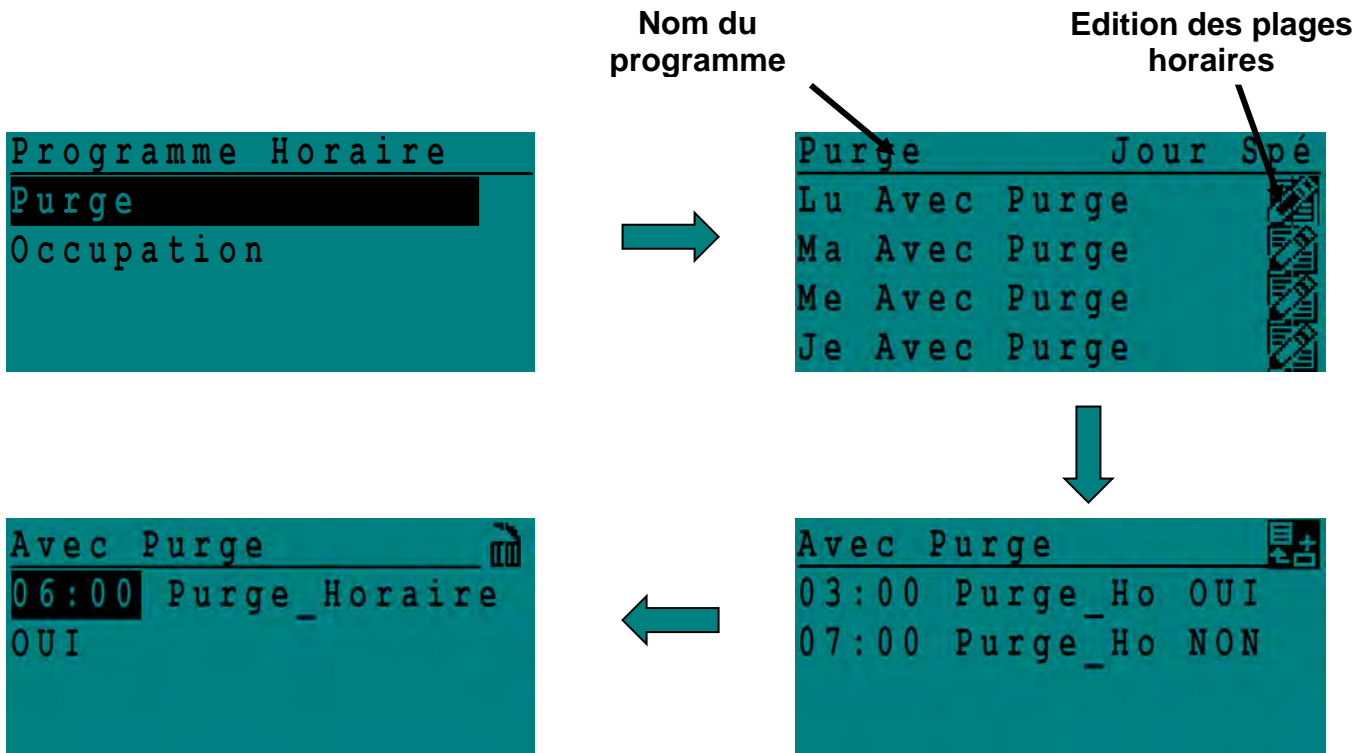 Nom du
programme
Edition des plages
horaires
Programme Horaire
Purge
Occupation
Purge Jour Spé
Lu Avec Purge
Ma Avec Purge
Me Avec Purge
Je Avec Purge
Avec Purge
06:00 Purge_Horaire
OUI
Avec Purge
03:00 Purge_Ho OUI
07:00 Purge_Ho NON